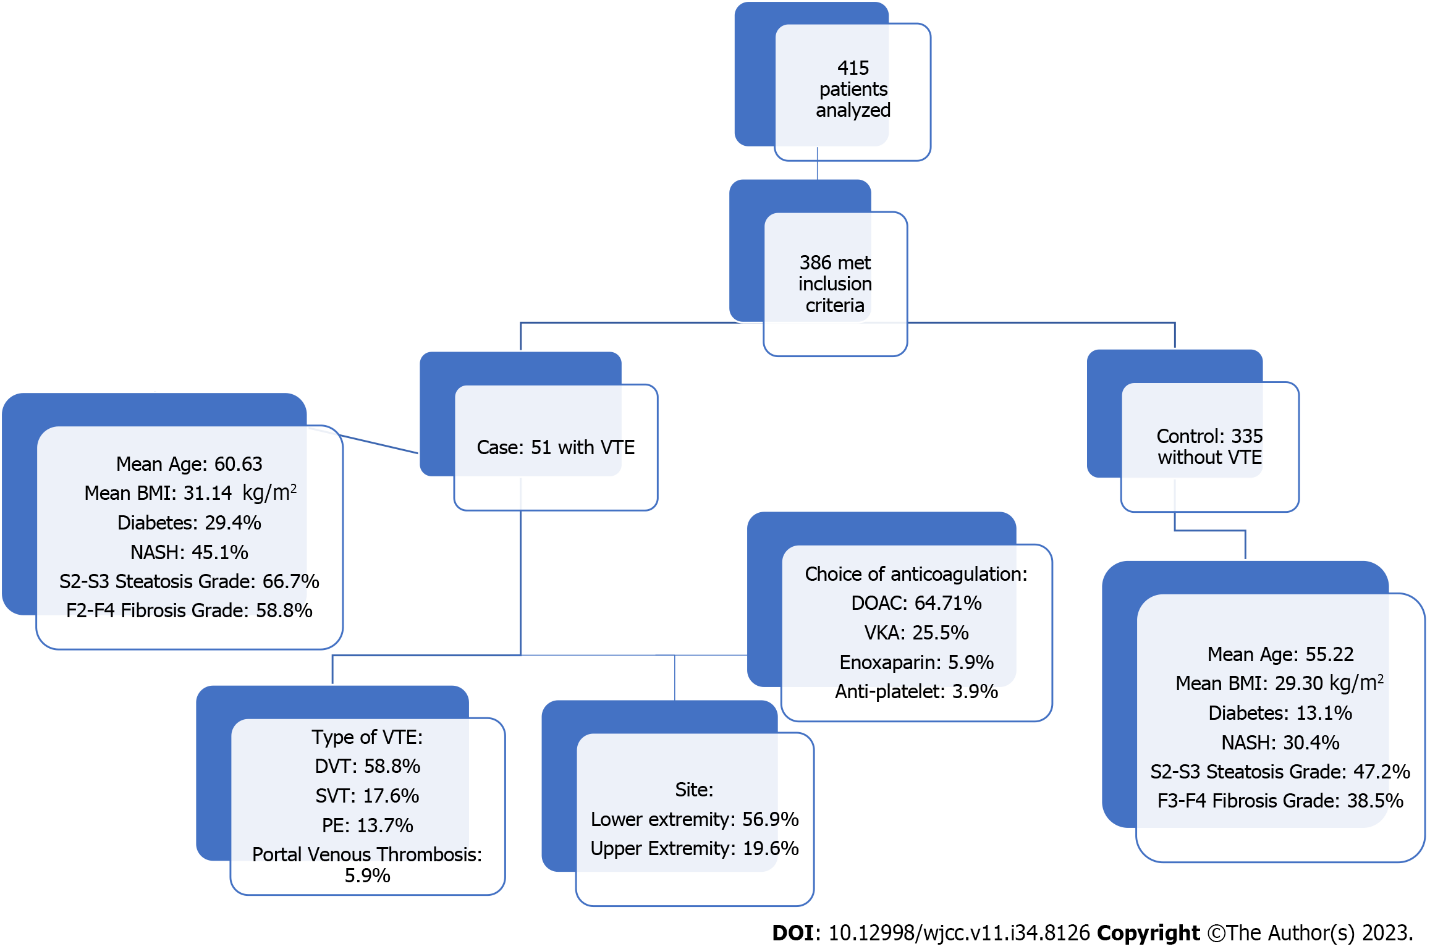 415
patients
analyzed
386 met
inclusion
criteria
Case: 51 with VTE
Control: 335
without VTE
Mean Age: 60.63
Mean BMI: 31.14 kg/m²
Diabetes: 29.4%
NASH: 45.1%
S2-S3 Steatosis Grade: 66.7%
F2-F4 Fibrosis Grade: 58.8%
Choice of anticoagulation:
DOAC: 64.71%
VKA: 25.5%
Enoxaparin: 5.9%
Anti-platelet: 3.9%
Mean Age: 55.22
Mean BMI: 29.30 kg/m²
Diabetes: 13.1%
NASH: 30.4%
S2-S3 Steatosis Grade: 47.2%
F3-F4 Fibrosis Grade: 38.5%
Type of VTE:
DVT: 58.8%
SVT: 17.6%
PE: 13.7%
Portal Venous Thrombosis:
5.9%
Site:
Lower extremity: 56.9%
Upper Extremity: 19.6%
DOI: 10.12998/wjcc.v11.i34.8126 Copyright ©The Author(s) 2023.